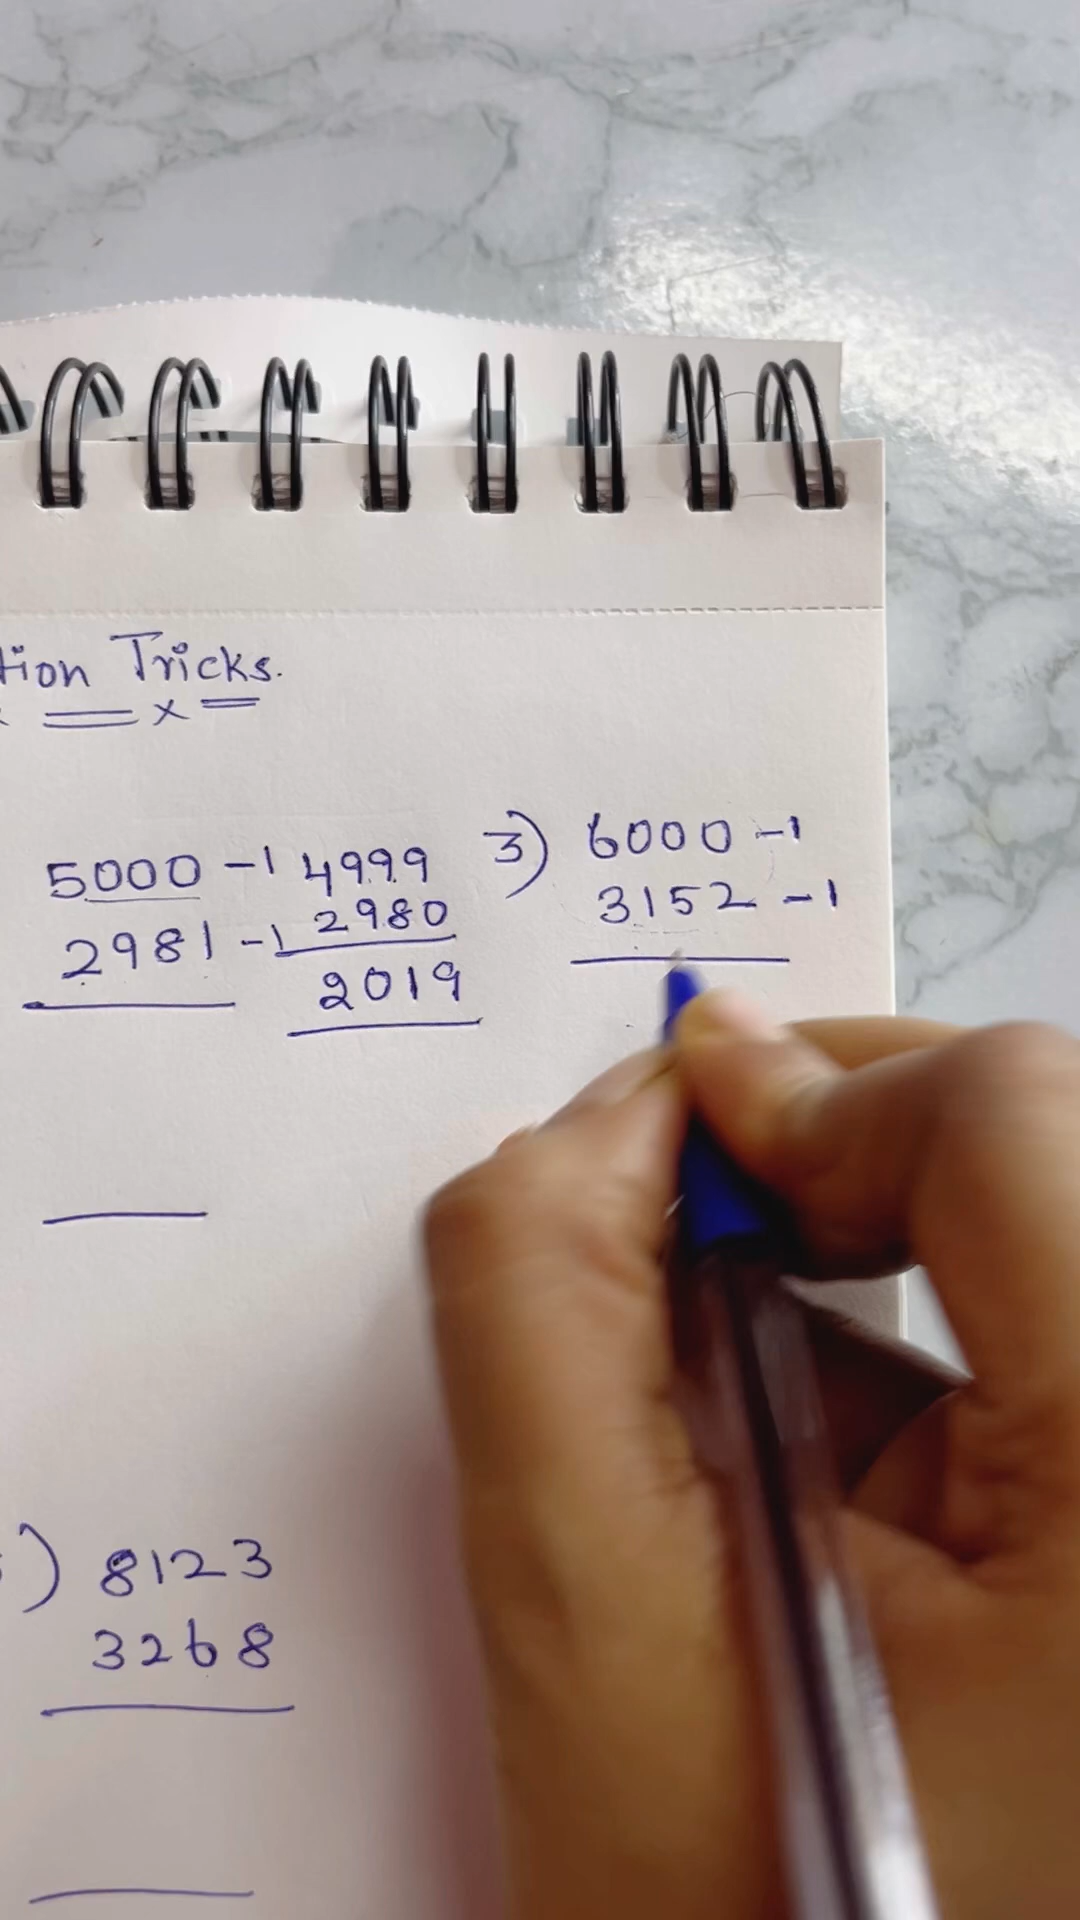 tion Tricks.
5000 -1 4999
2981 -1 2980
2019
3) 6000 -1
3152 -1
) 8123
3268